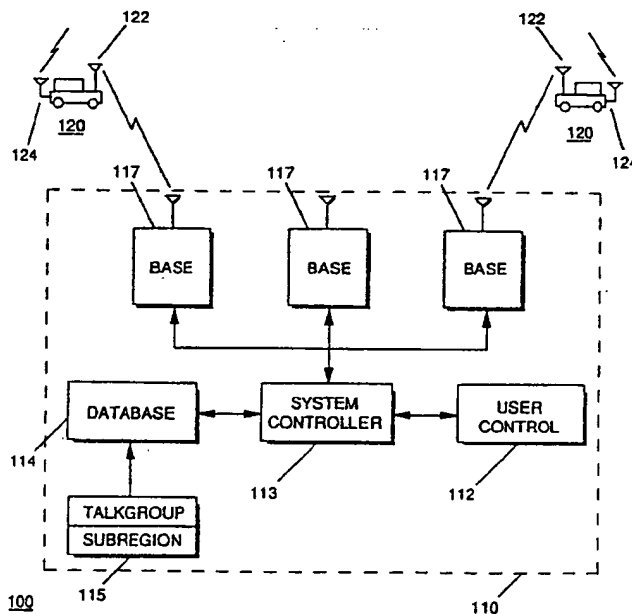 122
122
120
120
124
124
117
117
117
BASE
BASE
BASE
DATABASE
SYSTEM
CONTROLLER
USER
CONTROL
114
113
112
TALKGROUP
SUBREGION
115
100
110